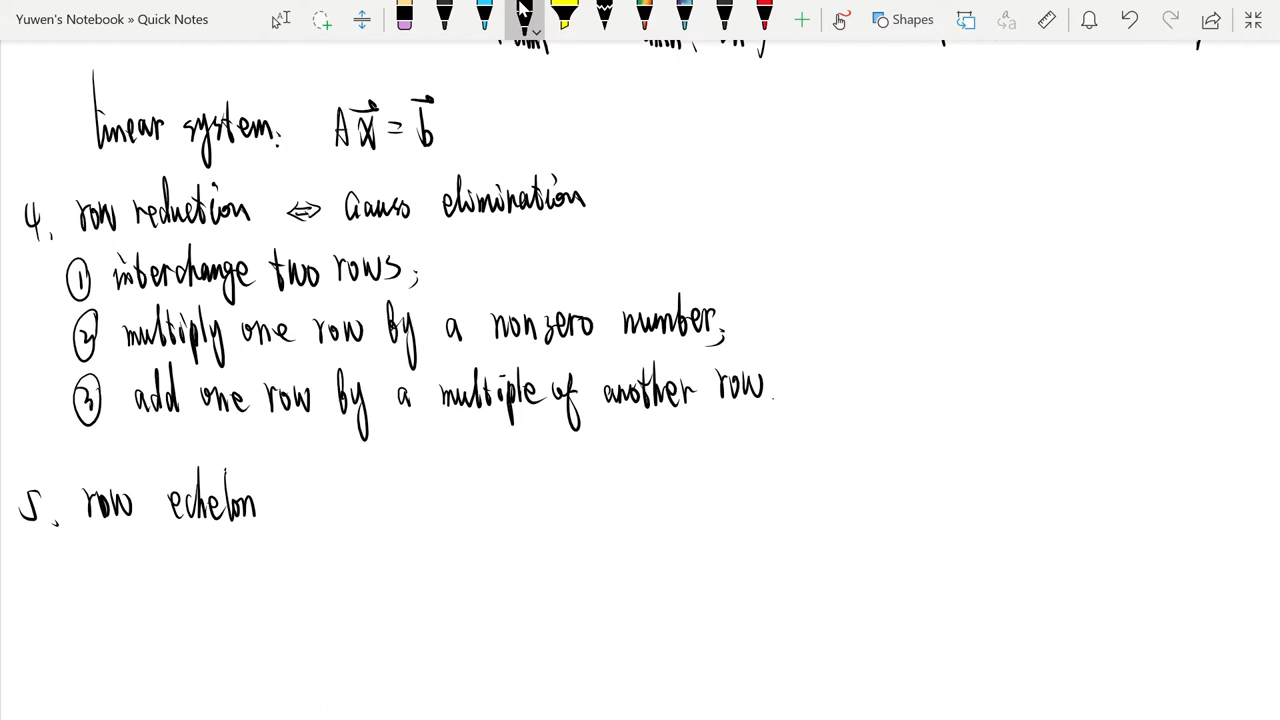 Yuwen's Notebook » Quick Notes
Shapes
linear system: Ax⃗ = b⃗
4. row reduction ⇔ Gauss elimination
① interchange two rows;
② multiply one row by a nonzero number;
③ add one row by a multiple of another row.
5. row echelon